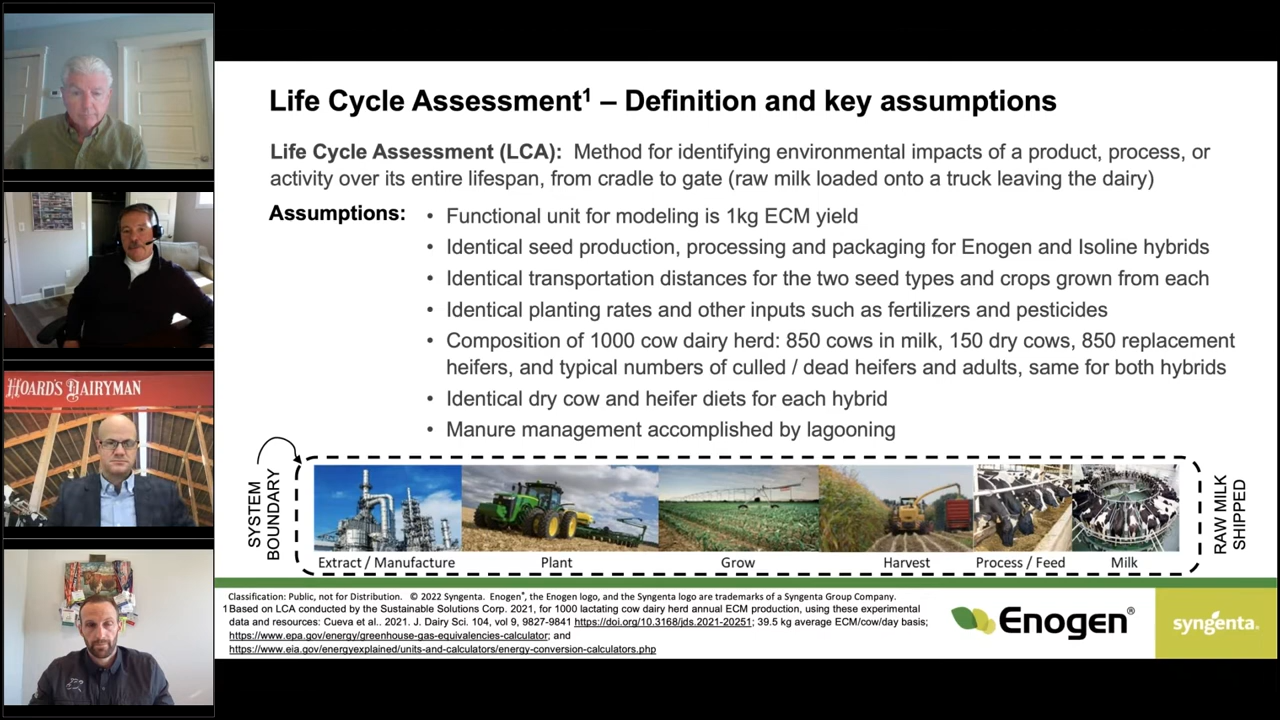 HOARD'S DAIRYMAN
Life Cycle Assessment¹ – Definition and key assumptions
Life Cycle Assessment (LCA): Method for identifying environmental impacts of a product, process, or
activity over its entire lifespan, from cradle to gate (raw milk loaded onto a truck leaving the dairy)
Assumptions:
• Functional unit for modeling is 1kg ECM yield
• Identical seed production, processing and packaging for Enogen and Isoline hybrids
• Identical transportation distances for the two seed types and crops grown from each
• Identical planting rates and other inputs such as fertilizers and pesticides
• Composition of 1000 cow dairy herd: 850 cows in milk, 150 dry cows, 850 replacement
heifers, and typical numbers of culled / dead heifers and adults, same for both hybrids
• Identical dry cow and heifer diets for each hybrid
• Manure management accomplished by lagooning
SYSTEM
BOUNDARY
Extract / Manufacture
Plant
Grow
Harvest
Process / Feed
Milk
RAW MILK
SHIPPED
Classification: Public, not for Distribution. © 2022 Syngenta. Enogen®, the Enogen logo, and the Syngenta logo are trademarks of a Syngenta Group Company.
1 Based on LCA conducted by the Sustainable Solutions Corp. 2021, for 1000 lactating cow dairy herd annual ECM production, using these experimental
data and resources: Cueva et al.. 2021. J. Dairy Sci. 104, vol 9, 9827-9841 https://doi.org/10.3168/jds.2021-20251; 39.5 kg average ECM/cow/day basis;
https://www.epa.gov/energy/greenhouse-gas-equivalencies-calculator; and
https://www.eia.gov/energyexplained/units-and-calculators/energy-conversion-calculators.php
Enogen®
syngenta.